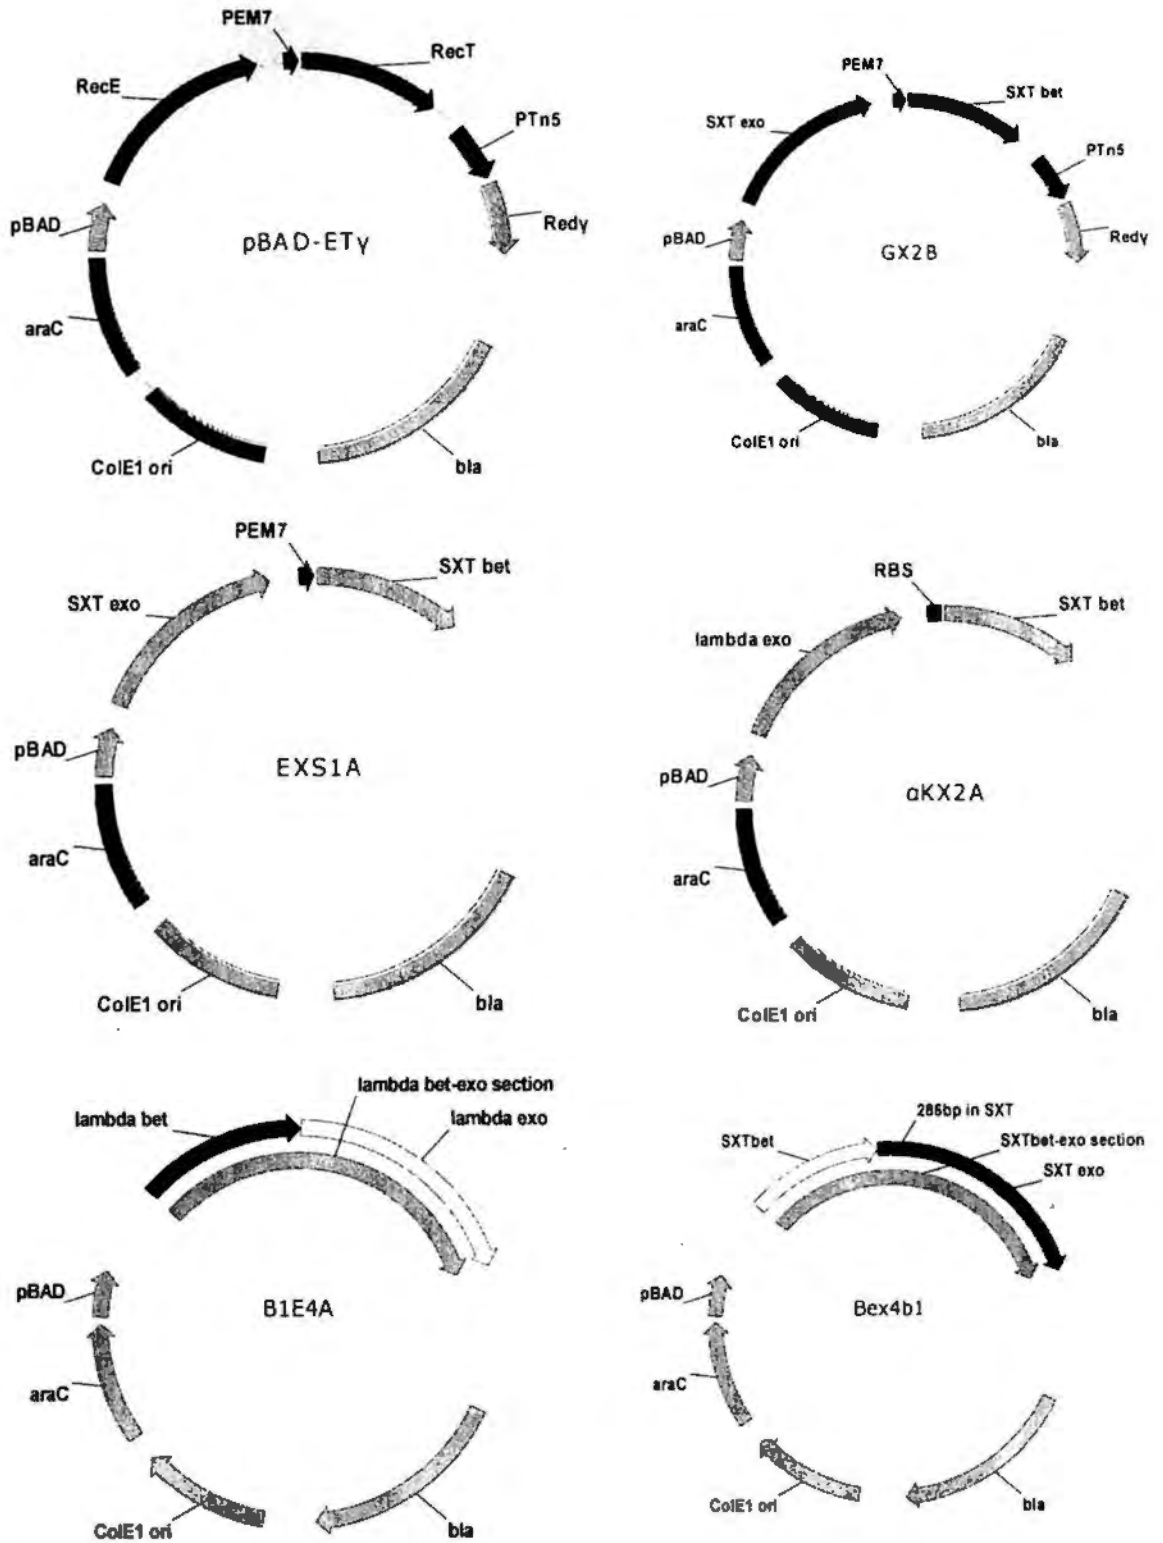 PEM7
RecT
RecE
PTn5
pBAD
Redγ
pBAD-ETγ
araC
ColE1 ori
bla
PEM7
SXT bet
SXT exo
PTn5
pBAD
Redγ
GX2B
araC
ColE1 ori
bla
PEM7
SXT bet
SXT exo
pBAD
EXS1A
araC
ColE1 ori
bla
RBS
SXT bet
lambda exo
pBAD
αKX2A
araC
ColE1 ori
bla
lambda bet-exo section
lambda bet
lambda exo
pBAD
B1E4A
araC
ColE1 ori
bla
286bp in SXT
SXTbet
SXTbet-exo section
SXT exo
pBAD
Bex4b1
araC
ColE1 ori
bla